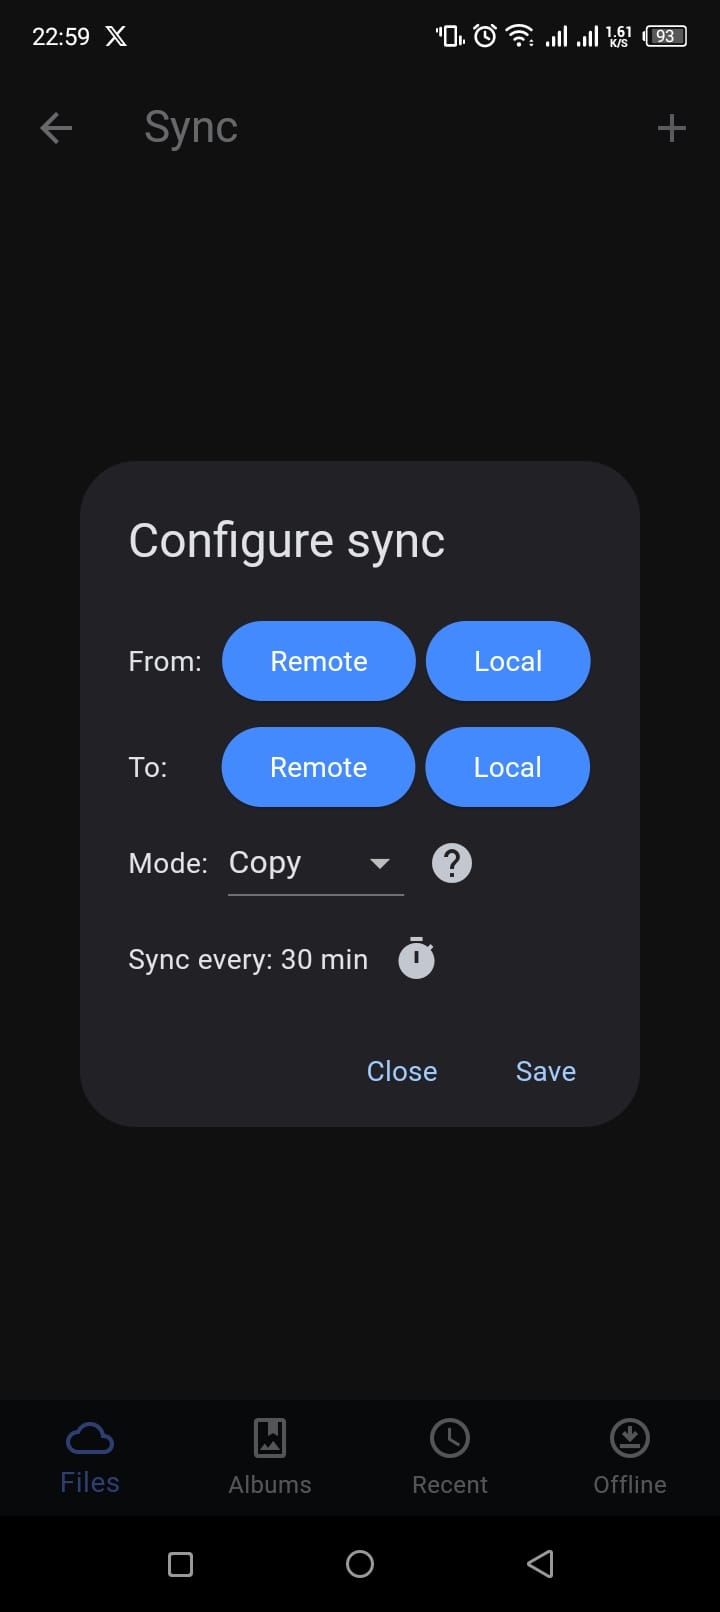 22:59 1.61 K/S 93
Sync
Configure sync
From: Remote Local
To: Remote Local
Mode: Copy
Sync every: 30 min
Close Save
Files Albums Recent Offline